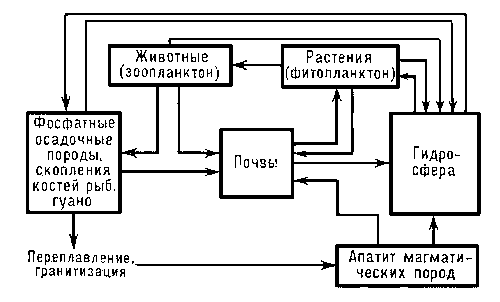 Животные
(зоопланктон)
Растения
(фитопланктон)
Фосфатные
осадочные
породы,
скопления
костей рыб,
гуано
Почвы
Гидро-
сфера
Переплавление,
гранитизация
Апатит магмати-
ческих пород